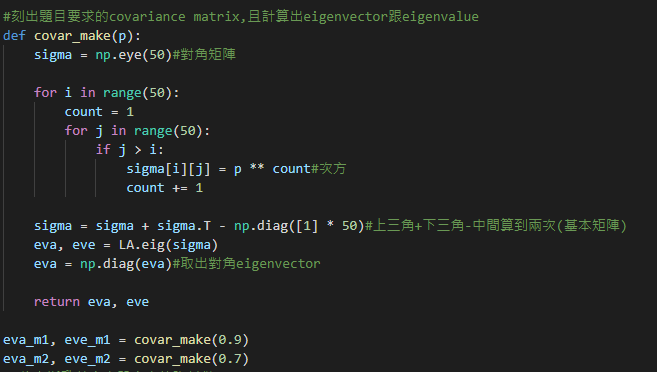 #刻出題目要求的covariance matrix,且計算出eigenvector跟eigenvalue
def covar_make(p):
    sigma = np.eye(50)#對角矩陣
    for i in range(50):
        count = 1
        for j in range(50):
            if j > i:
                sigma[i][j] = p ** count#次方
                count += 1
    sigma = sigma + sigma.T - np.diag([1] * 50)#上三角+下三角-中間算到兩次(基本矩陣)
    eva, eve = LA.eig(sigma)
    eva = np.diag(eva)#取出對角eigenvector
    return eva, eve
eva_m1, eve_m1 = covar_make(0.9)
eva_m2, eve_m2 = covar_make(0.7)